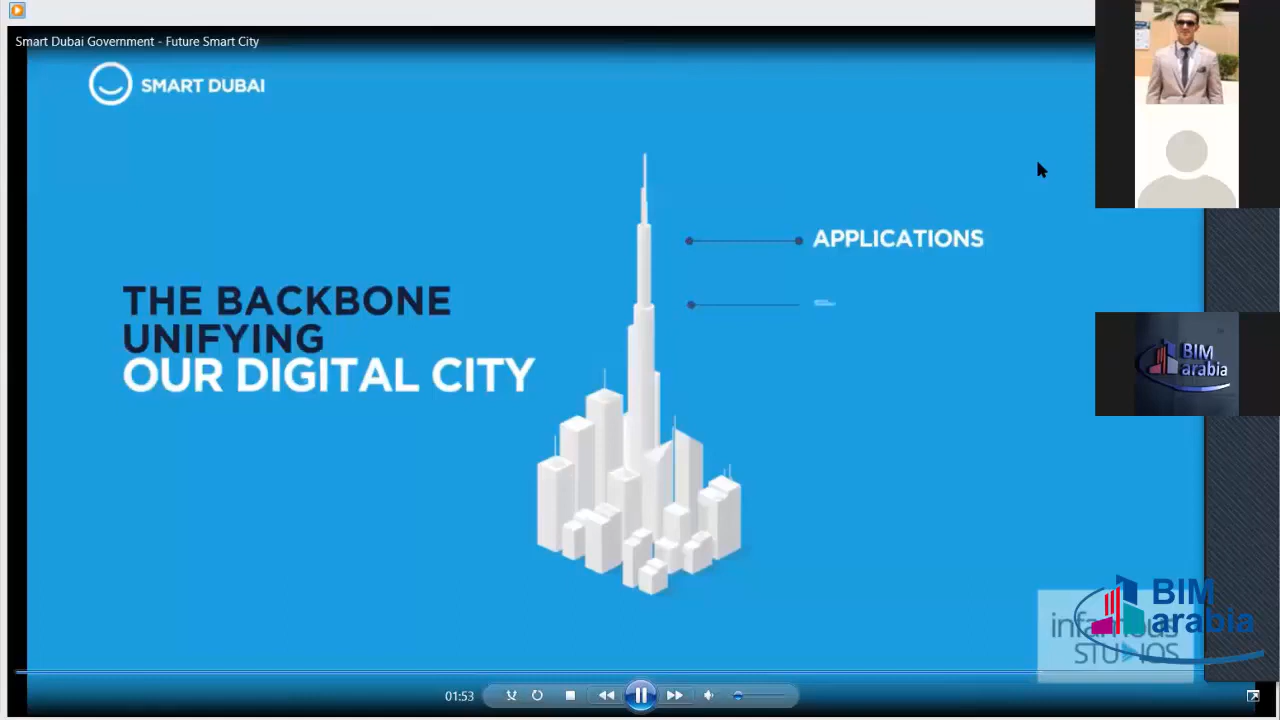 Smart Dubai Government - Future Smart City
SMART DUBAI
APPLICATIONS
THE BACKBONE
UNIFYING
OUR DIGITAL CITY
BIM
arabia
BIM
arabia
STUDIOS
01:53